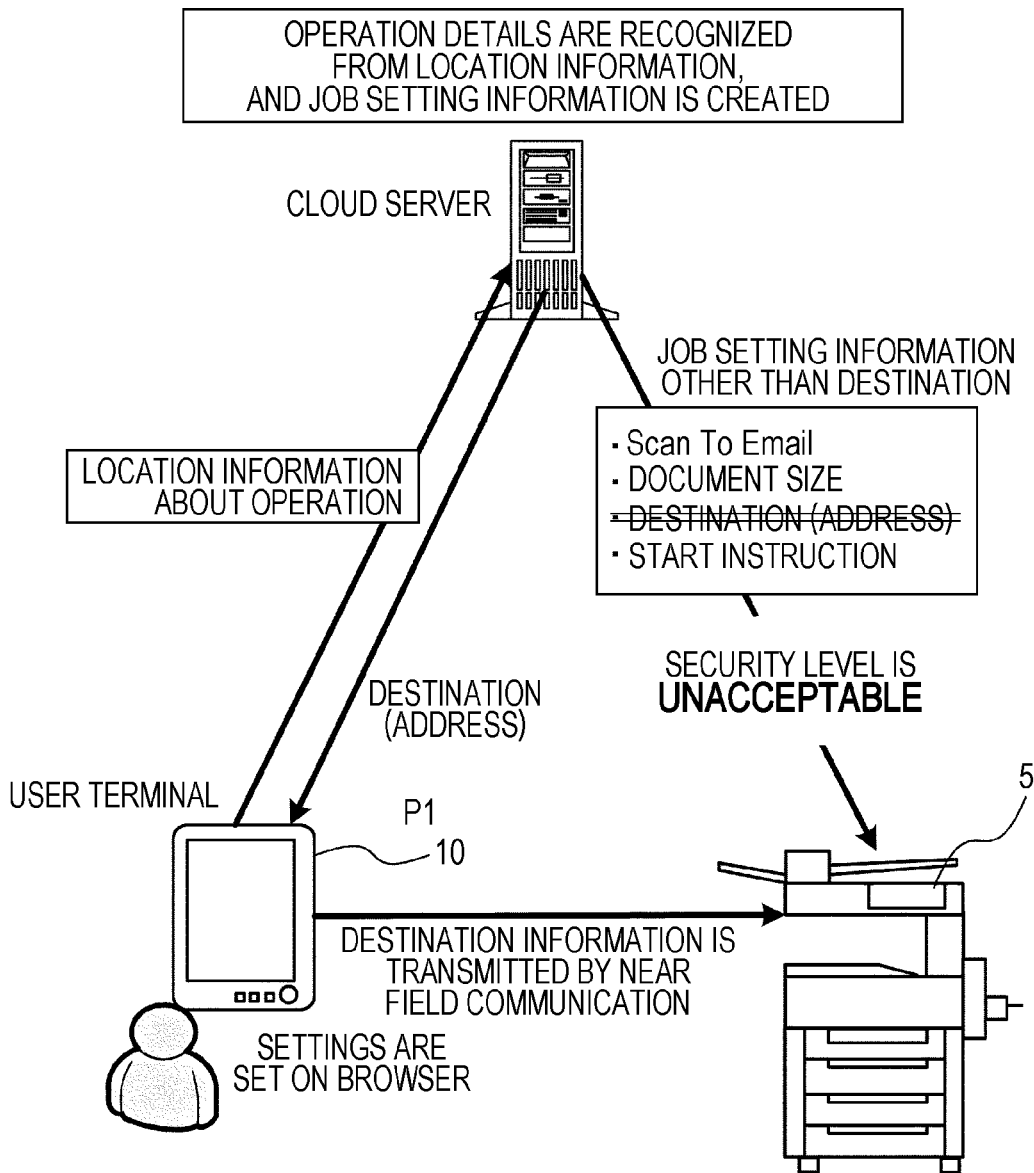 OPERATION DETAILS ARE RECOGNIZED
FROM LOCATION INFORMATION,
AND JOB SETTING INFORMATION IS CREATED
CLOUD SERVER
JOB SETTING INFORMATION
OTHER THAN DESTINATION
· Scan To Email
· DOCUMENT SIZE
· DESTINATION (ADDRESS)
· START INSTRUCTION
LOCATION INFORMATION
ABOUT OPERATION
SECURITY LEVEL IS
UNACCEPTABLE
DESTINATION
(ADDRESS)
USER TERMINAL
P1
10
5
DESTINATION INFORMATION IS
TRANSMITTED BY NEAR
FIELD COMMUNICATION
SETTINGS ARE
SET ON BROWSER